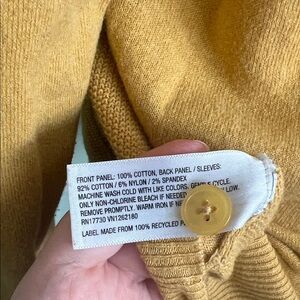 FRONT PANEL: 100% COTTON, BACK PANEL / SLEEVES:
92% COTTON / 6% NYLON / 2% SPANDEX
MACHINE WASH COLD WITH LIKE COLORS. GENTLE CYCLE.
ONLY NON-CHLORINE BLEACH IF NEEDED. LOW.
REMOVE PROMPTLY. WARM IRON IF
RN17730 VN1262180
LABEL MADE FROM 100% RECYCLED